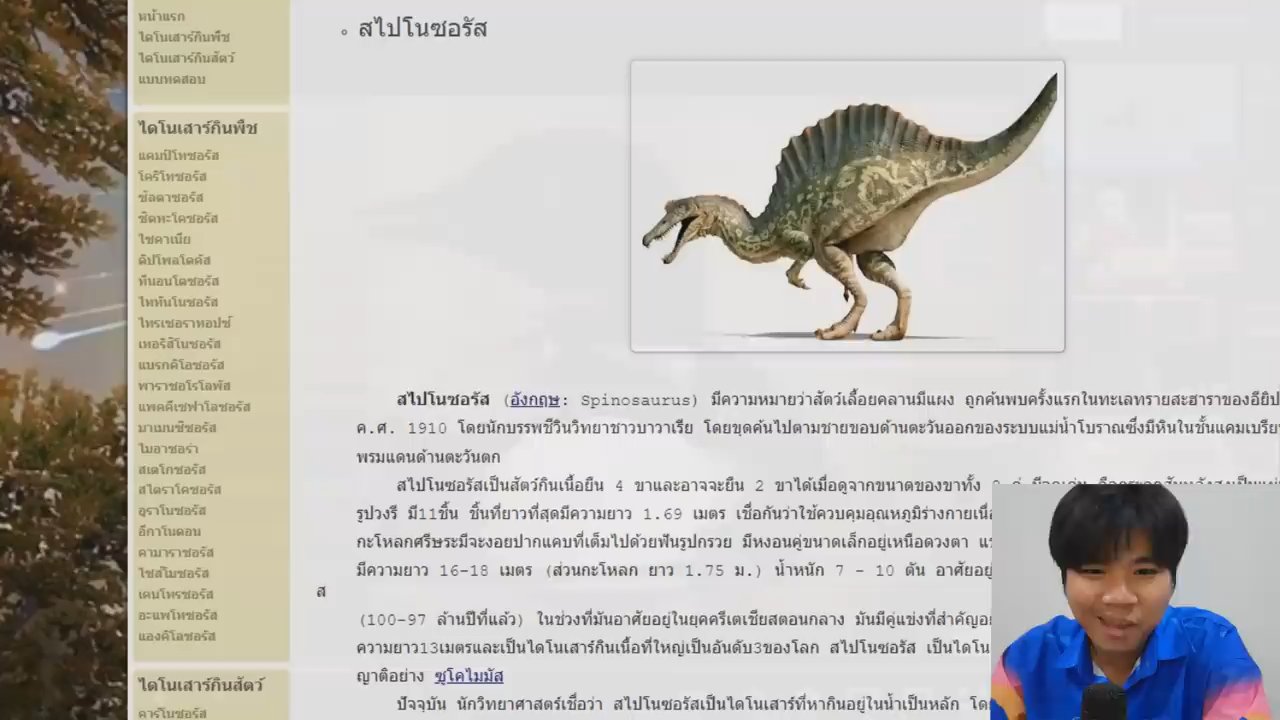 หน้าแรก
ไดโนเสาร์กินพืช
ไดโนเสาร์กินสัตว์
แบบทดสอบ
ไดโนเสาร์กินพืช
แคมป์โทซอรัส
โคริโทซอรัส
ซัลตาซอรัส
ซิตทะโคซอรัส
ไซคาเนีย
ดิปโพลโดคัส
ทีนอนโตซอรัส
ไททันโนซอรัส
ไทรเซอราทอปซ์
เทอริสิโนซอรัส
แบรกคิโอซอรัส
พาราซอโรโลพัส
แพคคีเซฟาโลซอรัส
มาเมนชีซอรัส
ไมอาซอร่า
สเตโกซอรัส
สไตราโคซอรัส
อูราโนซอรัส
อีกาโนดอน
คามาราซอรัส
ไซสโมซอรัส
เคนโทรซอรัส
อะแพโทซอรัส
แองคิโลซอรัส
ไดโนเสาร์กินสัตว์
คาร์โนซอรัส
สไปโนซอรัส
สไปโนซอรัส (อังกฤษ: Spinosaurus) มีความหมายว่าสัตว์เลื้อยคลานมีแผง ถูกค้นพบครั้งแรกในทะเลทรายสะฮาราของอียิป
ค.ศ. 1910 โดยนักบรรพชีวินวิทยาชาวบาวาเรีย โดยขุดค้นไปตามชายขอบด้านตะวันออกของระบบแม่น้ำโบราณซึ่งมีหินในชั้นแคมเบรีย
พรมแดนด้านตะวันตก
สไปโนซอรัสเป็นสัตว์กินเนื้อยืน 4 ขาและอาจจะยืน 2 ขาได้เมื่อดูจากขนาดของขาทั้ง
รูปวงรี มี11ชิ้น ชิ้นที่ยาวที่สุดมีความยาว 1.69 เมตร เชื่อกันว่าใช้ควบคุมอุณหภูมิร่างกายเนื่อ
กะโหลกศรีษระมีจะงอยปากแคบที่เต็มไปด้วยฟันรูปกรวย มีหงอนคู่ขนาดเล็กอยู่เหนือดวงตา
มีความยาว 16-18 เมตร (ส่วนกะโหลก ยาว 1.75 ม.) น้ำหนัก 7 - 10 ตัน อาศัยอยู่
ส
(100-97 ล้านปีที่แล้ว) ในช่วงที่มันอาศัยอยู่ในยุคครีเตเซียสตอนกลาง มันมีคู่แข่งที่สำคัญอ
ความยาว13เมตรและเป็นไดโนเสาร์กินเนื้อที่ใหญ่เป็นอันดับ3ของโลก สไปโนซอรัส เป็นไดโน
ญาติอย่าง ซูโคไมมัส
ปัจจุบัน นักวิทยาศาสตร์เชื่อว่า สไปโนซอรัสเป็นไดโนเสาร์ที่หากินอยู่ในน้ำเป็นหลัก โด